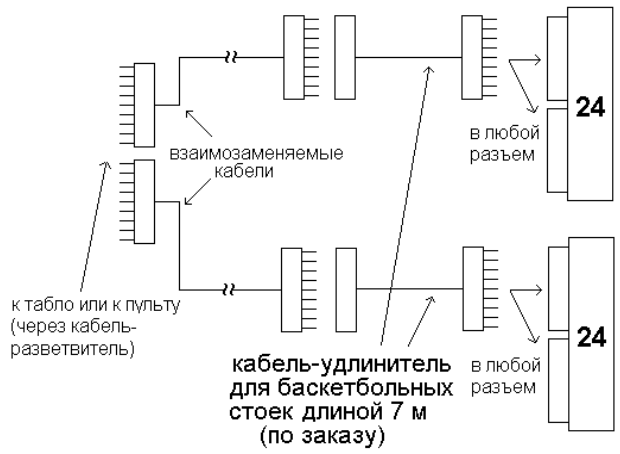 24
в любой
разъем
взаимозаменяемые
кабели
к табло или к пульту
(через кабель-
разветвитель)
кабель-удлинитель
для баскетбольных
стоек длиной 7 м
(по заказу)
24
в любой
разъем